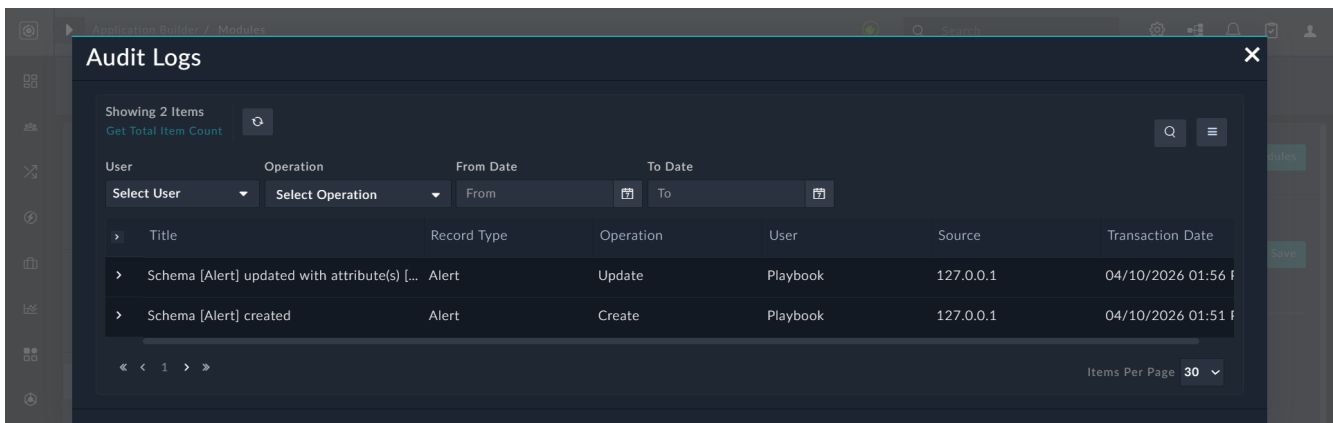 Application Builder / Modules
Search
Audit Logs
Showing 2 Items
Get Total Item Count
User Operation From Date To Date
Select User Select Operation From To
Title Record Type Operation User Source Transaction Date
Schema [Alert] updated with attribute(s) [... Alert Update Playbook 127.0.0.1 04/10/2026 01:56
Schema [Alert] created Alert Create Playbook 127.0.0.1 04/10/2026 01:51
1
Items Per Page 30
Save